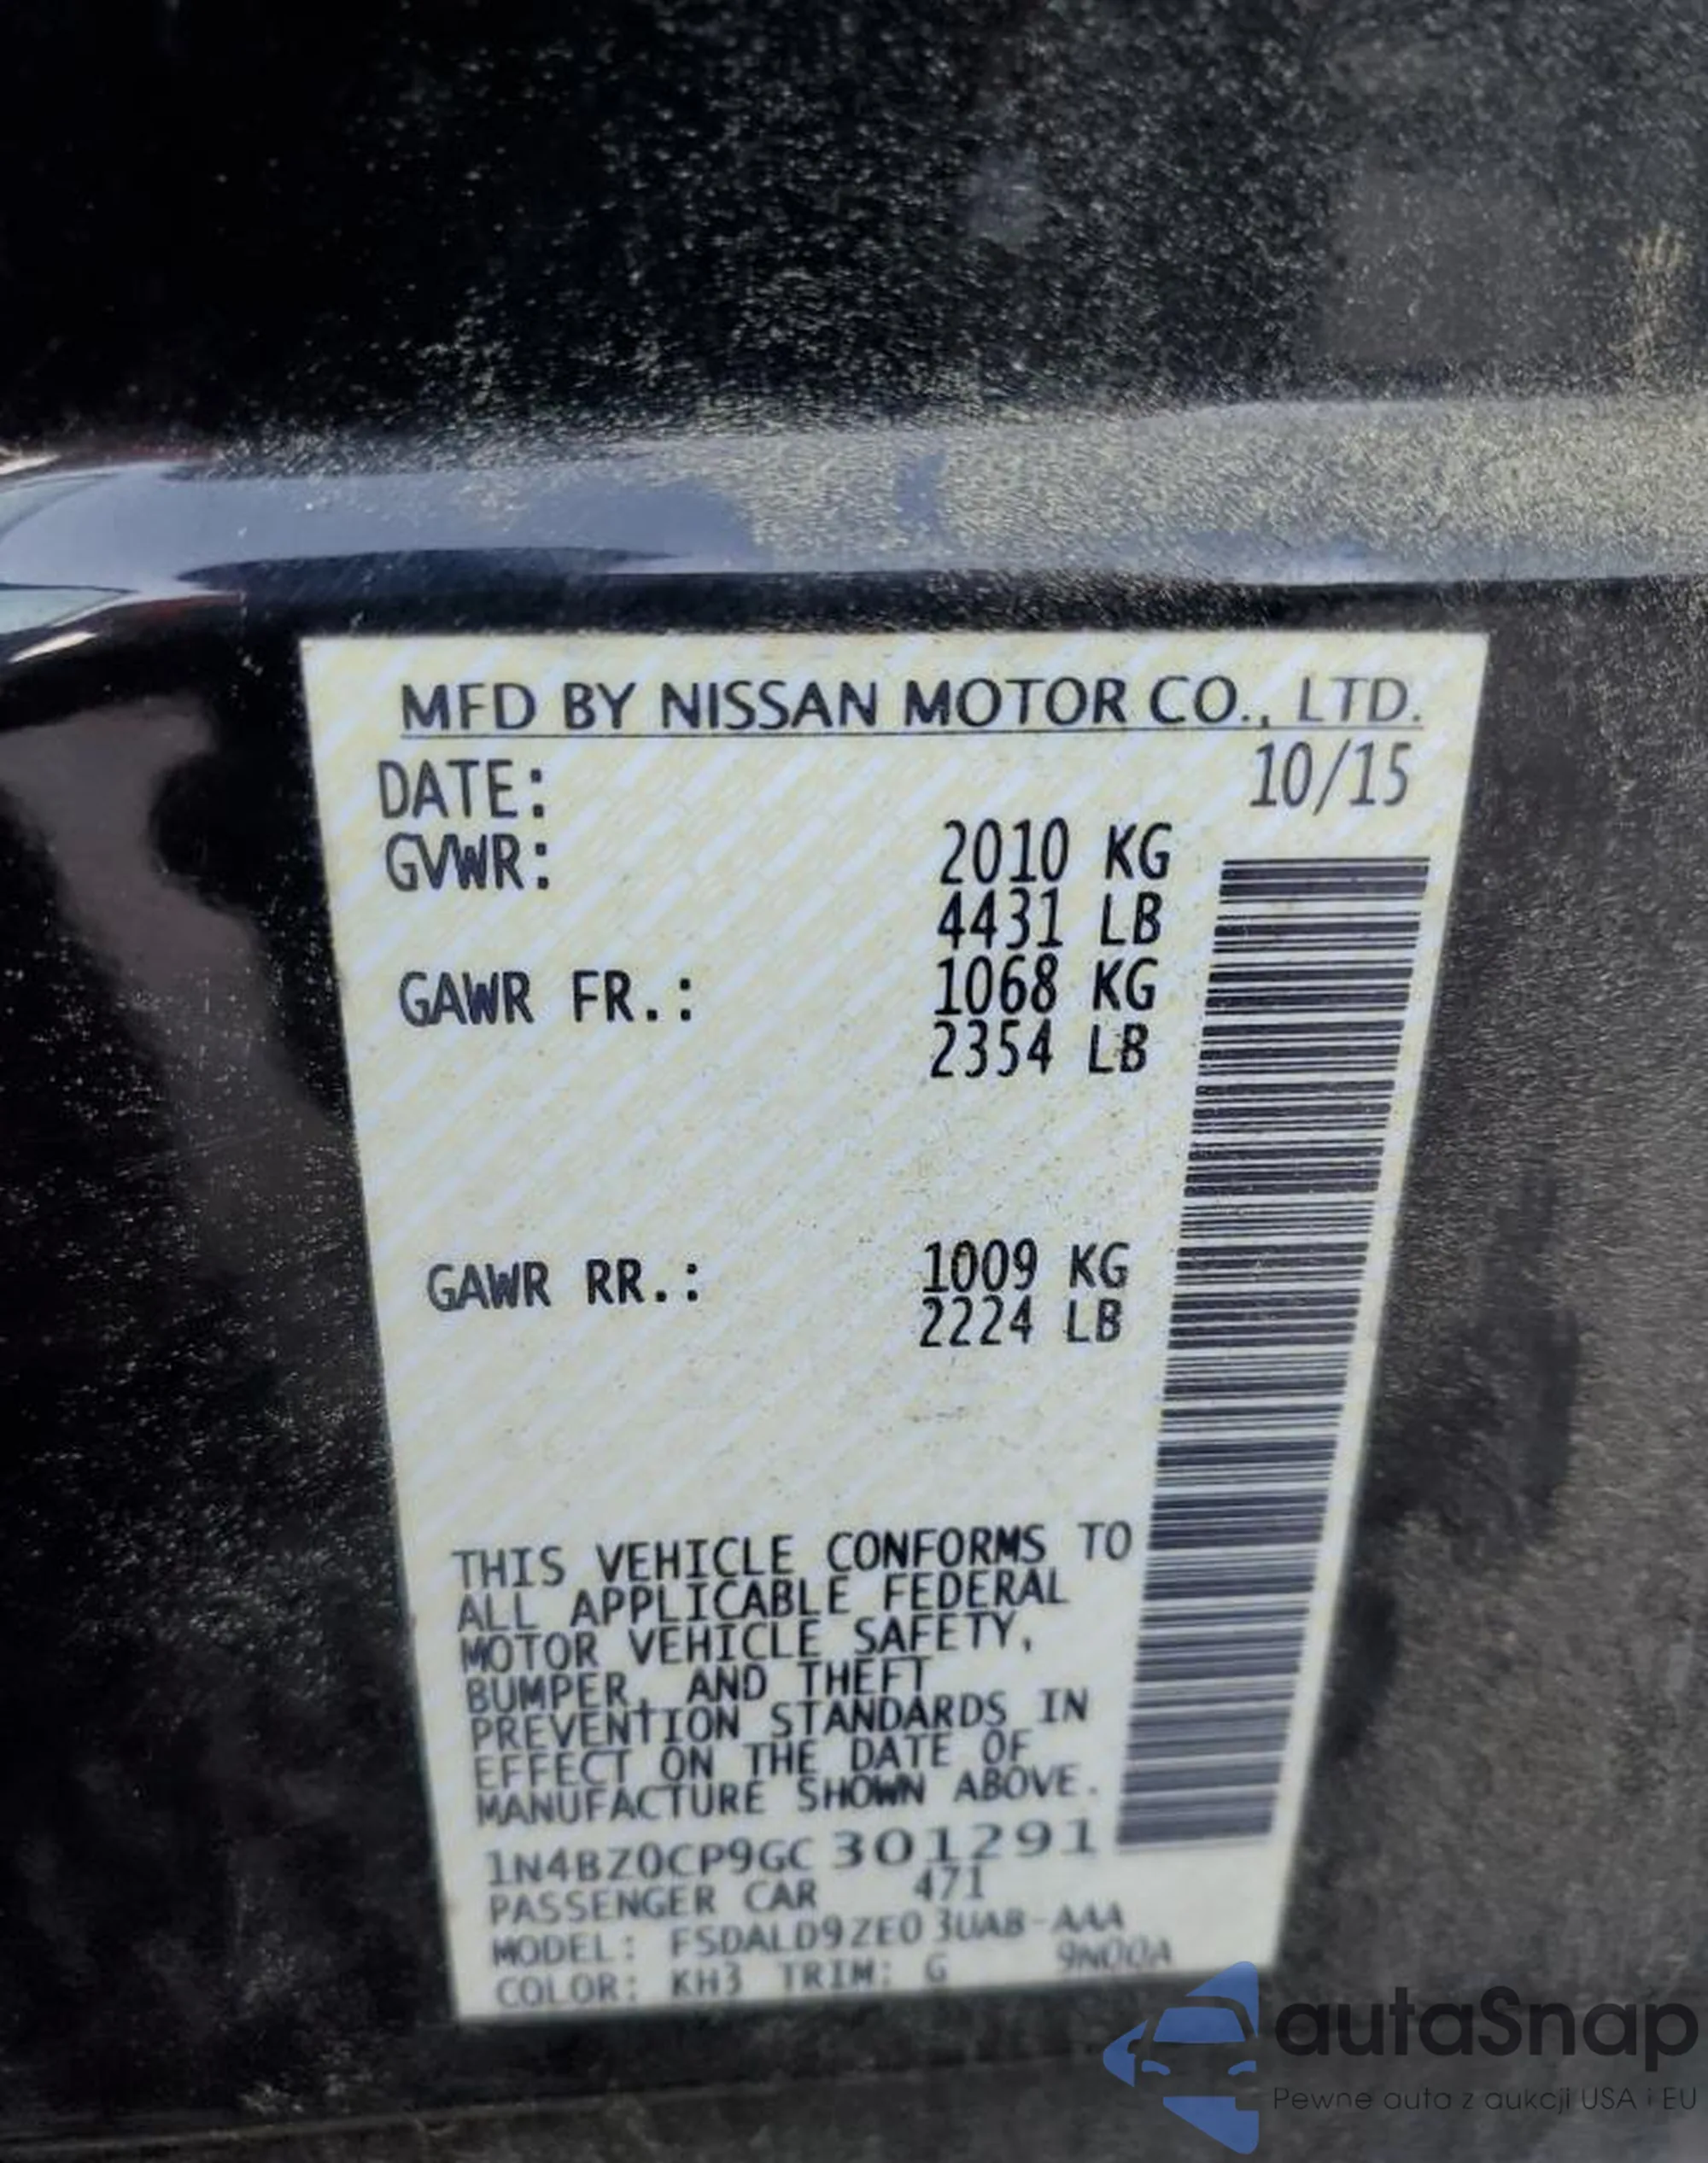 MFD BY NISSAN MOTOR CO., LTD.
DATE: 10/15
GVWR: 2010 KG
4431 LB
GAWR FR.: 1068 KG
2354 LB
GAWR RR.: 1009 KG
2224 LB
THIS VEHICLE CONFORMS TO
ALL APPLICABLE FEDERAL
MOTOR VEHICLE SAFETY,
BUMPER, AND THEFT
PREVENTION STANDARDS IN
EFFECT ON THE DATE OF
MANUFACTURE SHOWN ABOVE.
1N4BZ0CP9GC 301291
PASSENGER CAR 471
MODEL: FSDALD9ZE03UAB-AAA
COLOR: KH3 TRIM: G 9N00A
autaSnap
Pewne auta z aukcji USA i EU